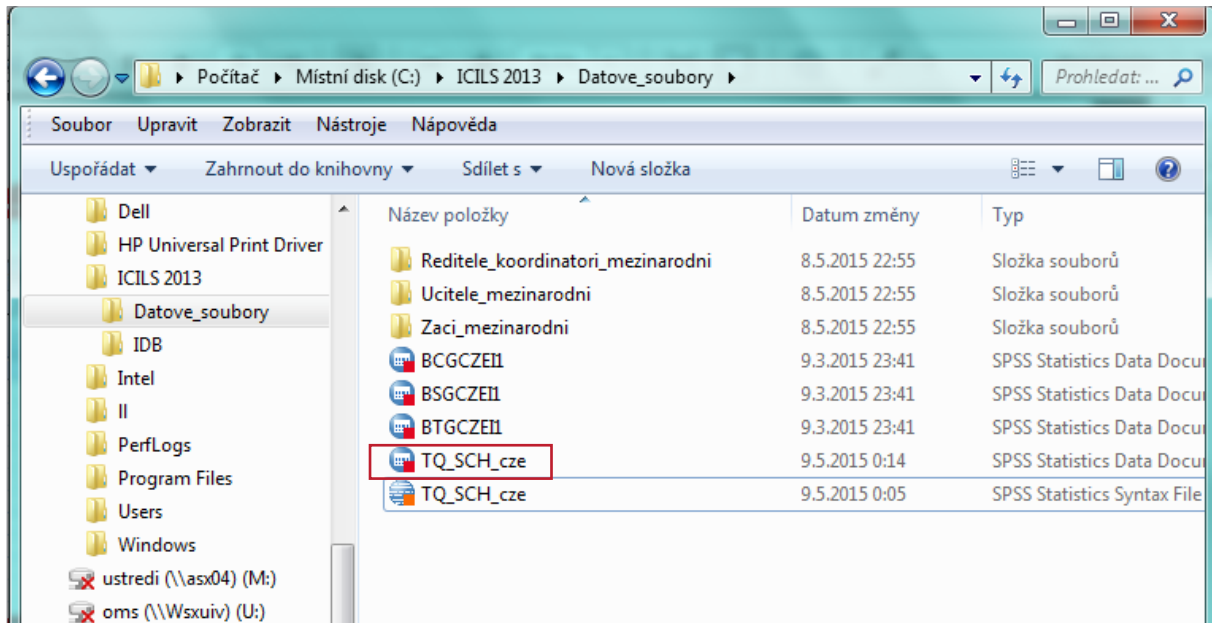 Počítač ▸ Místní disk (C:) ▸ ICILS 2013 ▸ Datove_soubory ▸
Prohledat: ...
Soubor Upravit Zobrazit Nástroje Nápověda
Uspořádat Zahrnout do knihovny Sdílet s Nová složka
Dell
HP Universal Print Driver
ICILS 2013
Datove_soubory
IDB
Intel
II
PerfLogs
Program Files
Users
Windows
ustredi (\\asx04) (M:)
oms (\\Wsxuiv) (U:)
Název položky Datum změny Typ
Reditele_koordinatori_mezinarodni 8.5.2015 22:55 Složka souborů
Ucitele_mezinarodni 8.5.2015 22:55 Složka souborů
Zaci_mezinarodni 8.5.2015 22:55 Složka souborů
BCGCZEI1 9.3.2015 23:41 SPSS Statistics Data Docu
BSGCZEI1 9.3.2015 23:41 SPSS Statistics Data Docu
BTGCZEI1 9.3.2015 23:41 SPSS Statistics Data Docu
TQ_SCH_cze 9.5.2015 0:14 SPSS Statistics Data Docu
TQ_SCH_cze 9.5.2015 0:05 SPSS Statistics Syntax File